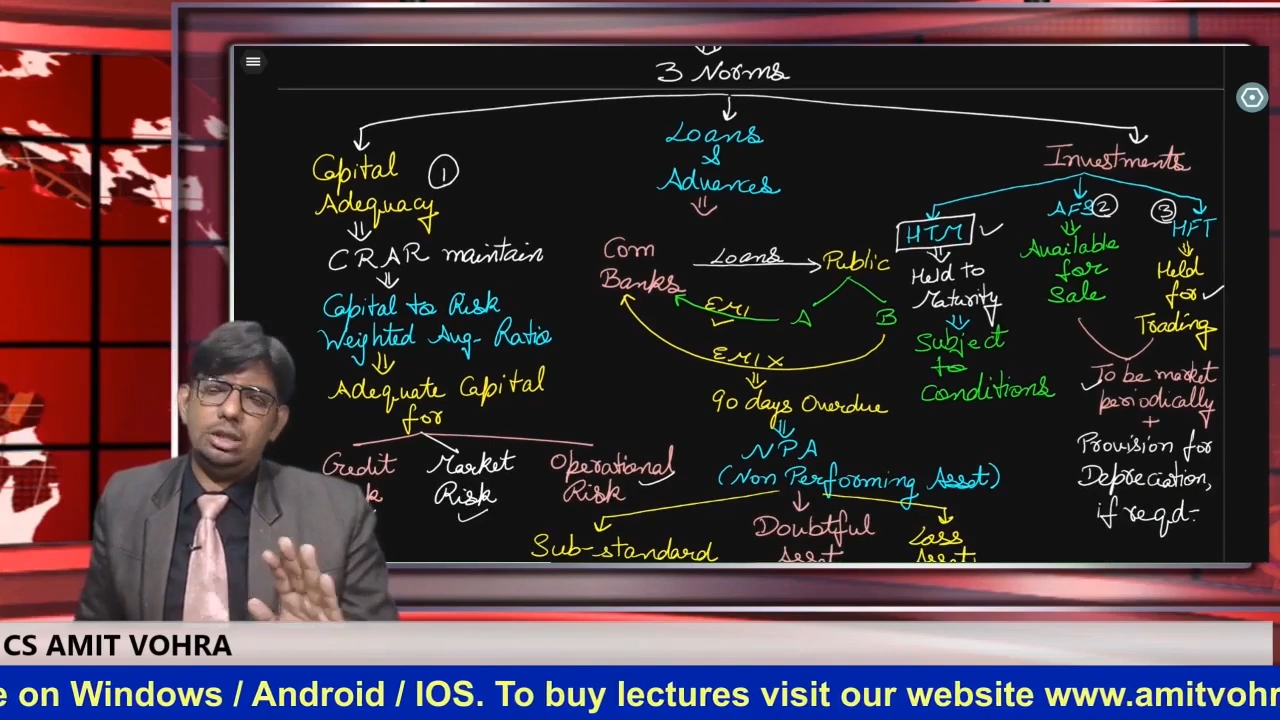 3 Norms
Capital
Adequacy
1
CRAR maintain
Capital to Risk
Weighted Aug- Ratio
Adequate Capital
for
Credit
Market
Risk
Operational
Risk
Loans
&
Advances
Com
Banks
Loans
Public
EMI
A
B
EMI X
90 days Overdue
NPA
(Non Performing Asset)
Sub-standard
Doubtful
Asset
Loss
Asset
Investments
HTM
Held to
Maturity
Subject
to
Conditions
AFS 2
Available
for
Sale
3 HFT
Held
for
Trading
To be market
periodically
+
Provision for
Depreciation,
if reqd-
CS AMIT VOHRA
e on Windows / Android / IOS. To buy lectures visit our website www.amitvohr